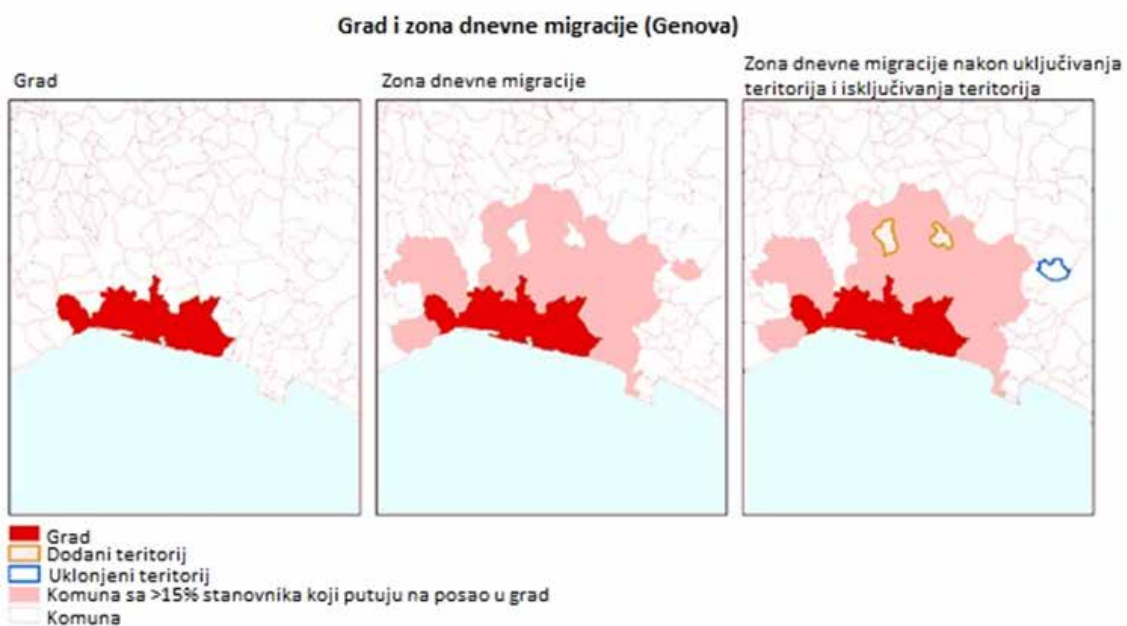 Grad i zona dnevne migracije (Genova)
Grad
Zona dnevne migracije
Zona dnevne migracije nakon uključivanja
teritorija i isključivanja teritorija
Grad
Dodani teritorij
Uklonjeni teritorij
Komuna sa >15% stanovnika koji putuju na posao u grad
Komuna